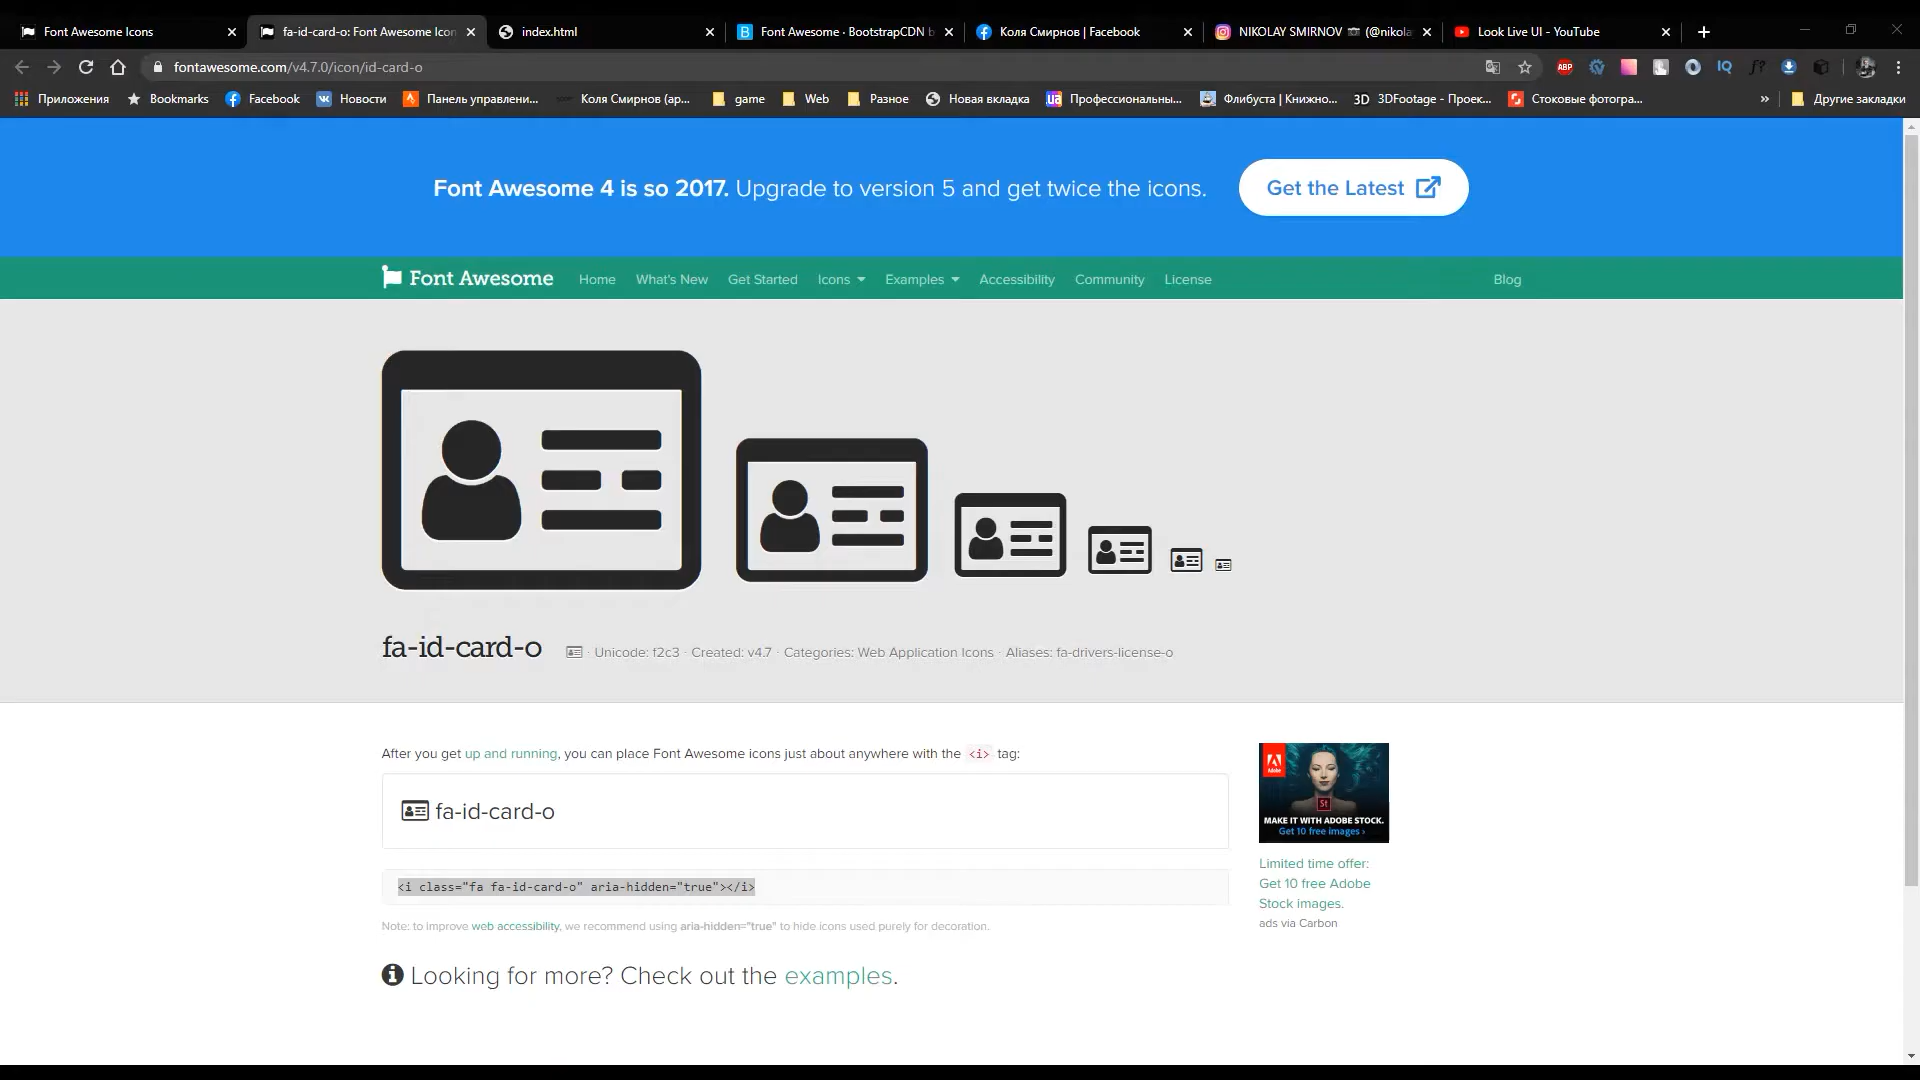 Font Awesome Icons
fa-id-card-o: Font Awesome Icon
index.html
Font Awesome · BootstrapCDN b
Коля Смирнов | Facebook
NIKOLAY SMIRNOV 📼 (@nikola
Look Live UI - YouTube
fontawesome.com/v4.7.0/icon/id-card-o
ABP
IQ
f?
Приложения
Bookmarks
Facebook
Новости
Панель управлени...
Коля Смирнов (ар...
game
Web
Разное
Новая вкладка
Профессиональны...
Флибуста | Книжно...
3DFootage - Проек...
Стоковые фотогра...
»
Другие закладки
Font Awesome 4 is so 2017. Upgrade to version 5 and get twice the icons.
Get the Latest
Font Awesome
Home
What's New
Get Started
Icons
Examples
Accessibility
Community
License
Blog
fa-id-card-o
· Unicode: f2c3 · Created: v4.7 · Categories: Web Application Icons · Aliases: fa-drivers-license-o
After you get up and running, you can place Font Awesome icons just about anywhere with the <i> tag:
fa-id-card-o
<i class="fa fa-id-card-o" aria-hidden="true"></i>
Note: to improve web accessibility, we recommend using aria-hidden="true" to hide icons used purely for decoration.
Looking for more? Check out the examples.
Adobe
St
MAKE IT WITH ADOBE STOCK.
Get 10 free images ›
Limited time offer:
Get 10 free Adobe
Stock images.
ads via Carbon